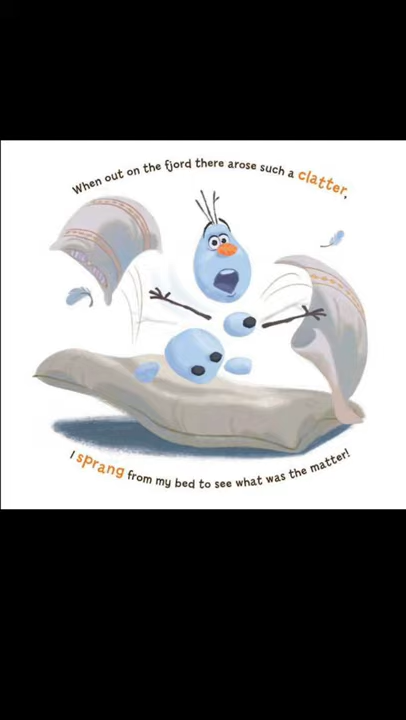 When out on the fjord there arose such a clatter,
I sprang from my bed to see what was the matter!